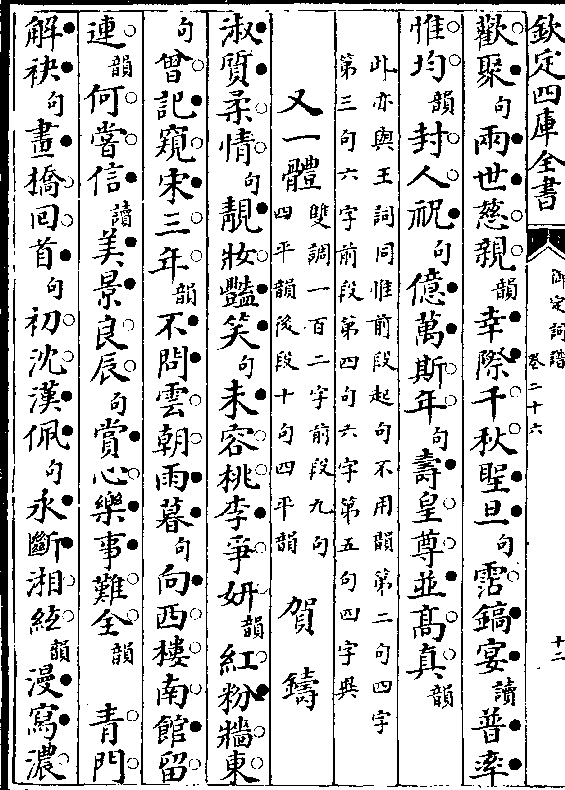 欽定四庫全書
御定詞譜
卷二十六
十二
歡聚句兩世慈親韻幸際千秋聖旦句霑鎬宴讀普率
惟均韻封人祝句億萬斯年句壽皇尊並高真韻
此亦與王詞同惟前段起句不用韻第二句四字
第三句六字前段第四句六字第五句四字異
又一體
雙調一百二字前段九句
四平韻後段十句四平韻
賀鑄
淑質柔情句靚妝豔笑句未容桃李爭妍韻紅粉牆東
句曾記窺宋三年韻不問雲朝雨暮句向西樓南館留
連韻何嘗信讀美景良辰句賞心樂事難全韻 青門
解袂句畫橋回首句初沈漢佩句永斷湘絃韻漫寫濃